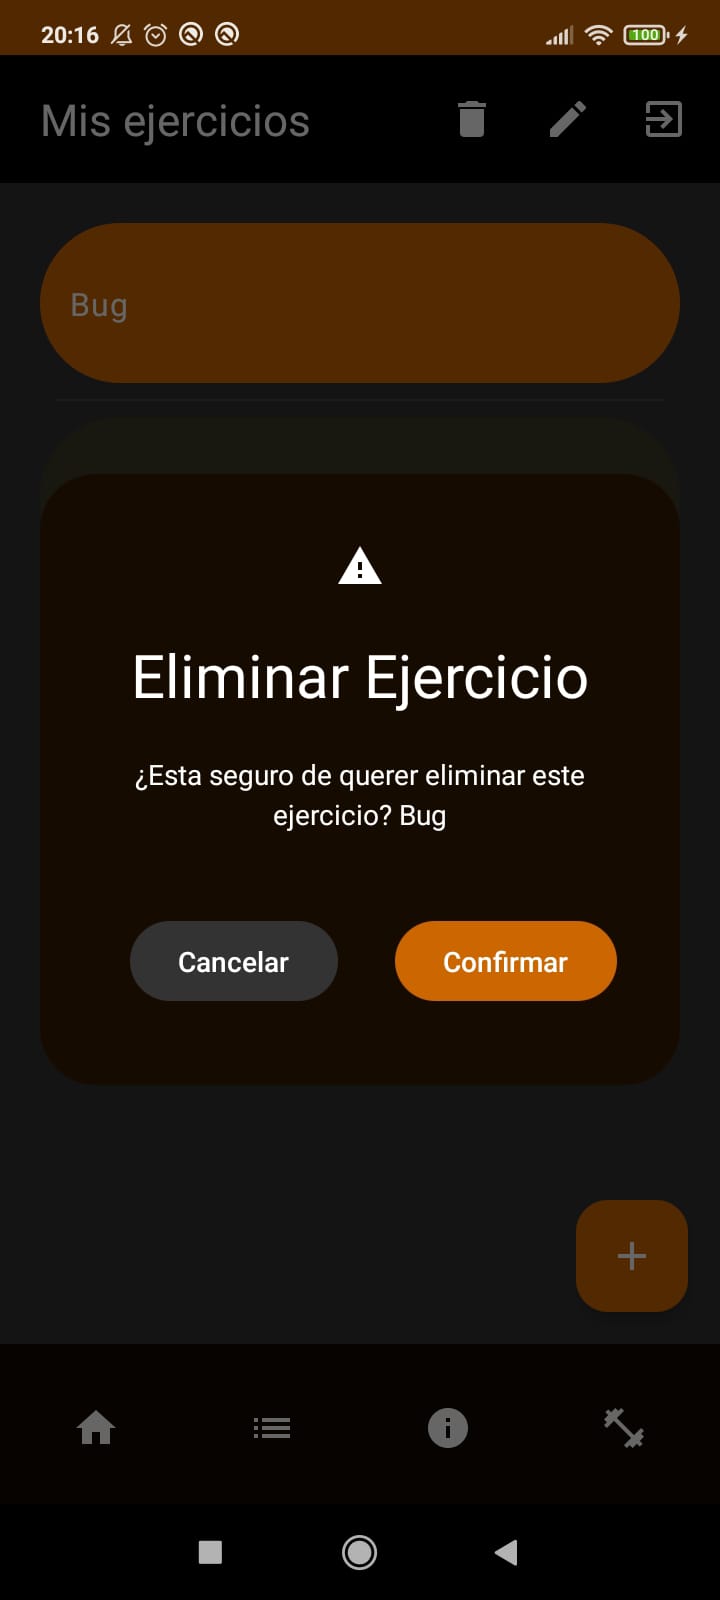 20:16
100
Mis ejercicios
Bug
Eliminar Ejercicio
¿Esta seguro de querer eliminar este
ejercicio? Bug
Cancelar
Confirmar